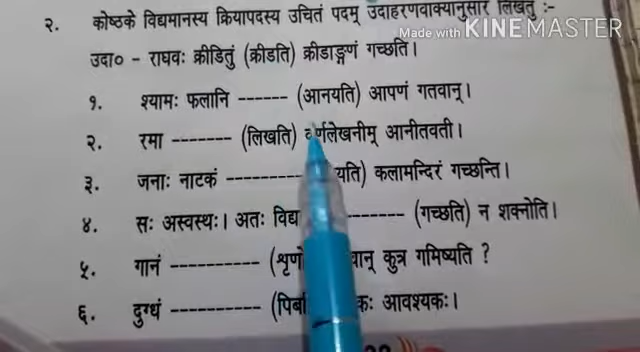 २. कोष्ठके विद्यमानस्य क्रियापदस्य उचितं पदम् उदाहरणवाक्यानुसारं लिखतु :-
Made with KINEMASTER
उदा० - राघवः क्रीडितुं (क्रीडति) क्रीडाङ्गणं गच्छति।
१. श्यामः फलानि ------ (आनयति) आपणं गतवान्।
२. रमा -------- (लिखति) वर्णलेखनीम् आनीतवती।
३. जनाः नाटकं ---------- कलामन्दिरं गच्छन्ति।
४. सः अस्वस्थः। अतः --------- (गच्छति) न शक्नोति।
५. गानं ---------- कुत्र गमिष्यति ?
६. दुग्धं ---------- आवश्यकः।